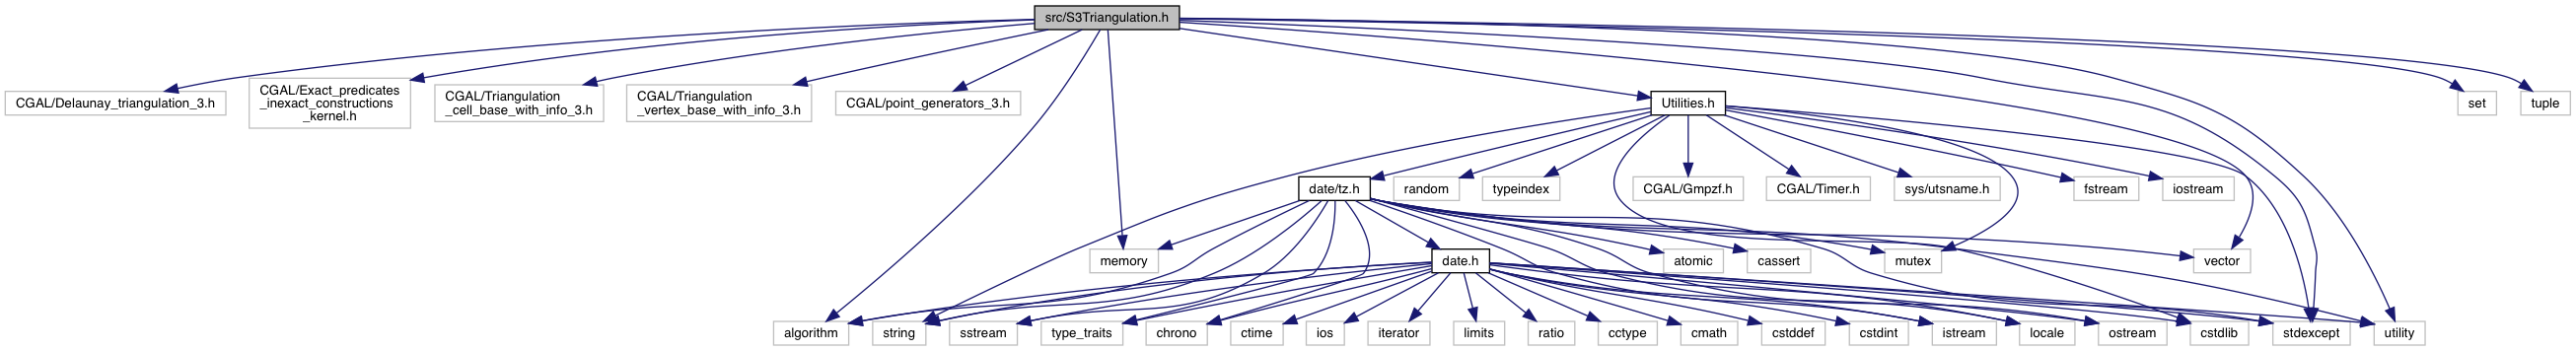 src/S3Triangulation.h
CGAL/Delaunay_triangulation_3.h
CGAL/Exact_predicates
_inexact_constructions
_kernel.h
CGAL/Triangulation
_cell_base_with_info_3.h
CGAL/Triangulation
_vertex_base_with_info_3.h
CGAL/point_generators_3.h
Utilities.h
set
tuple
date/tz.h
random
typeindex
CGAL/Gmpzf.h
CGAL/Timer.h
sys/utsname.h
fstream
iostream
memory
date.h
atomic
cassert
mutex
vector
algorithm
string
sstream
type_traits
chrono
ctime
ios
iterator
limits
ratio
cctype
cmath
cstddef
cstdint
istream
locale
ostream
cstdlib
stdexcept
utility